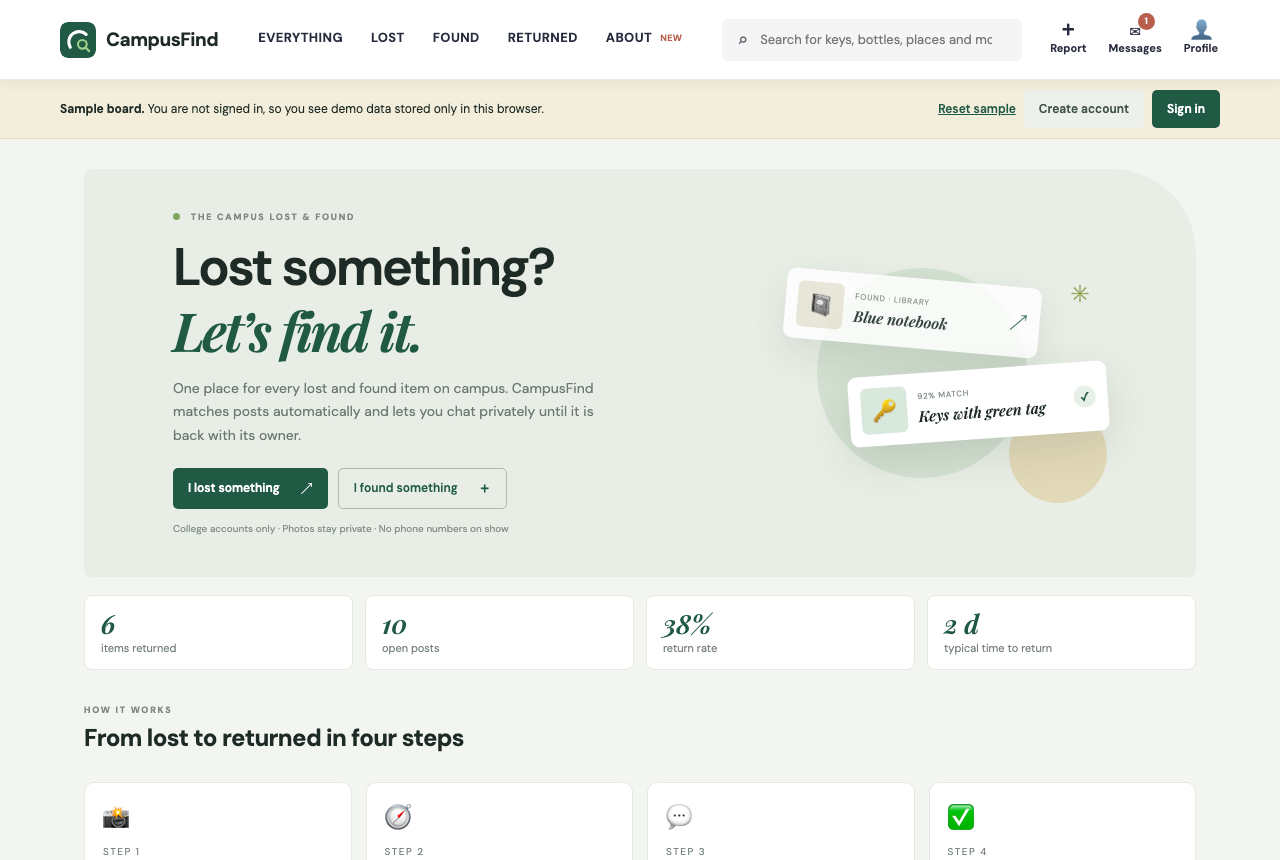 CampusFind
EVERYTHING LOST FOUND RETURNED ABOUT NEW
Search for keys, bottles, places and mo
1
Report Messages Profile
Sample board. You are not signed in, so you see demo data stored only in this browser.
Reset sample Create account Sign in
THE CAMPUS LOST & FOUND
Lost something?
Let's find it.
One place for every lost and found item on campus. CampusFind
matches posts automatically and lets you chat privately until it is
back with its owner.
I lost something
I found something +
College accounts only · Photos stay private · No phone numbers on show
FOUND · LIBRARY
Blue notebook
92% MATCH
Keys with green tag
6
items returned
10
open posts
38%
return rate
2 d
typical time to return
HOW IT WORKS
From lost to returned in four steps
STEP 1
STEP 2
STEP 3
STEP 4